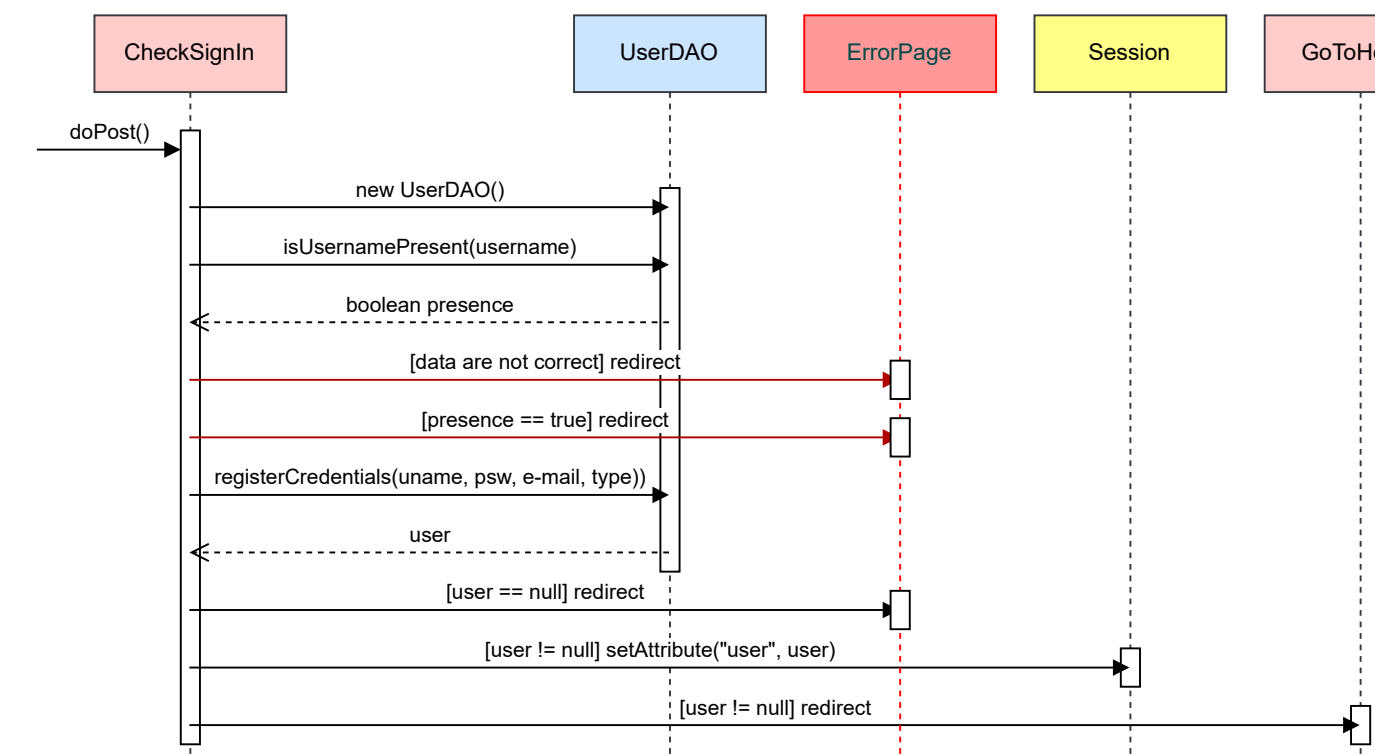 CheckSignIn
UserDAO
ErrorPage
Session
doPost()
new UserDAO()
isUsernamePresent(username)
boolean presence
[data are not correct] redirect
[presence == true] redirect
registerCredentials(uname, psw, e-mail, type))
user
[user == null] redirect
[user != null] setAttribute("user", user)
[user != null] redirect